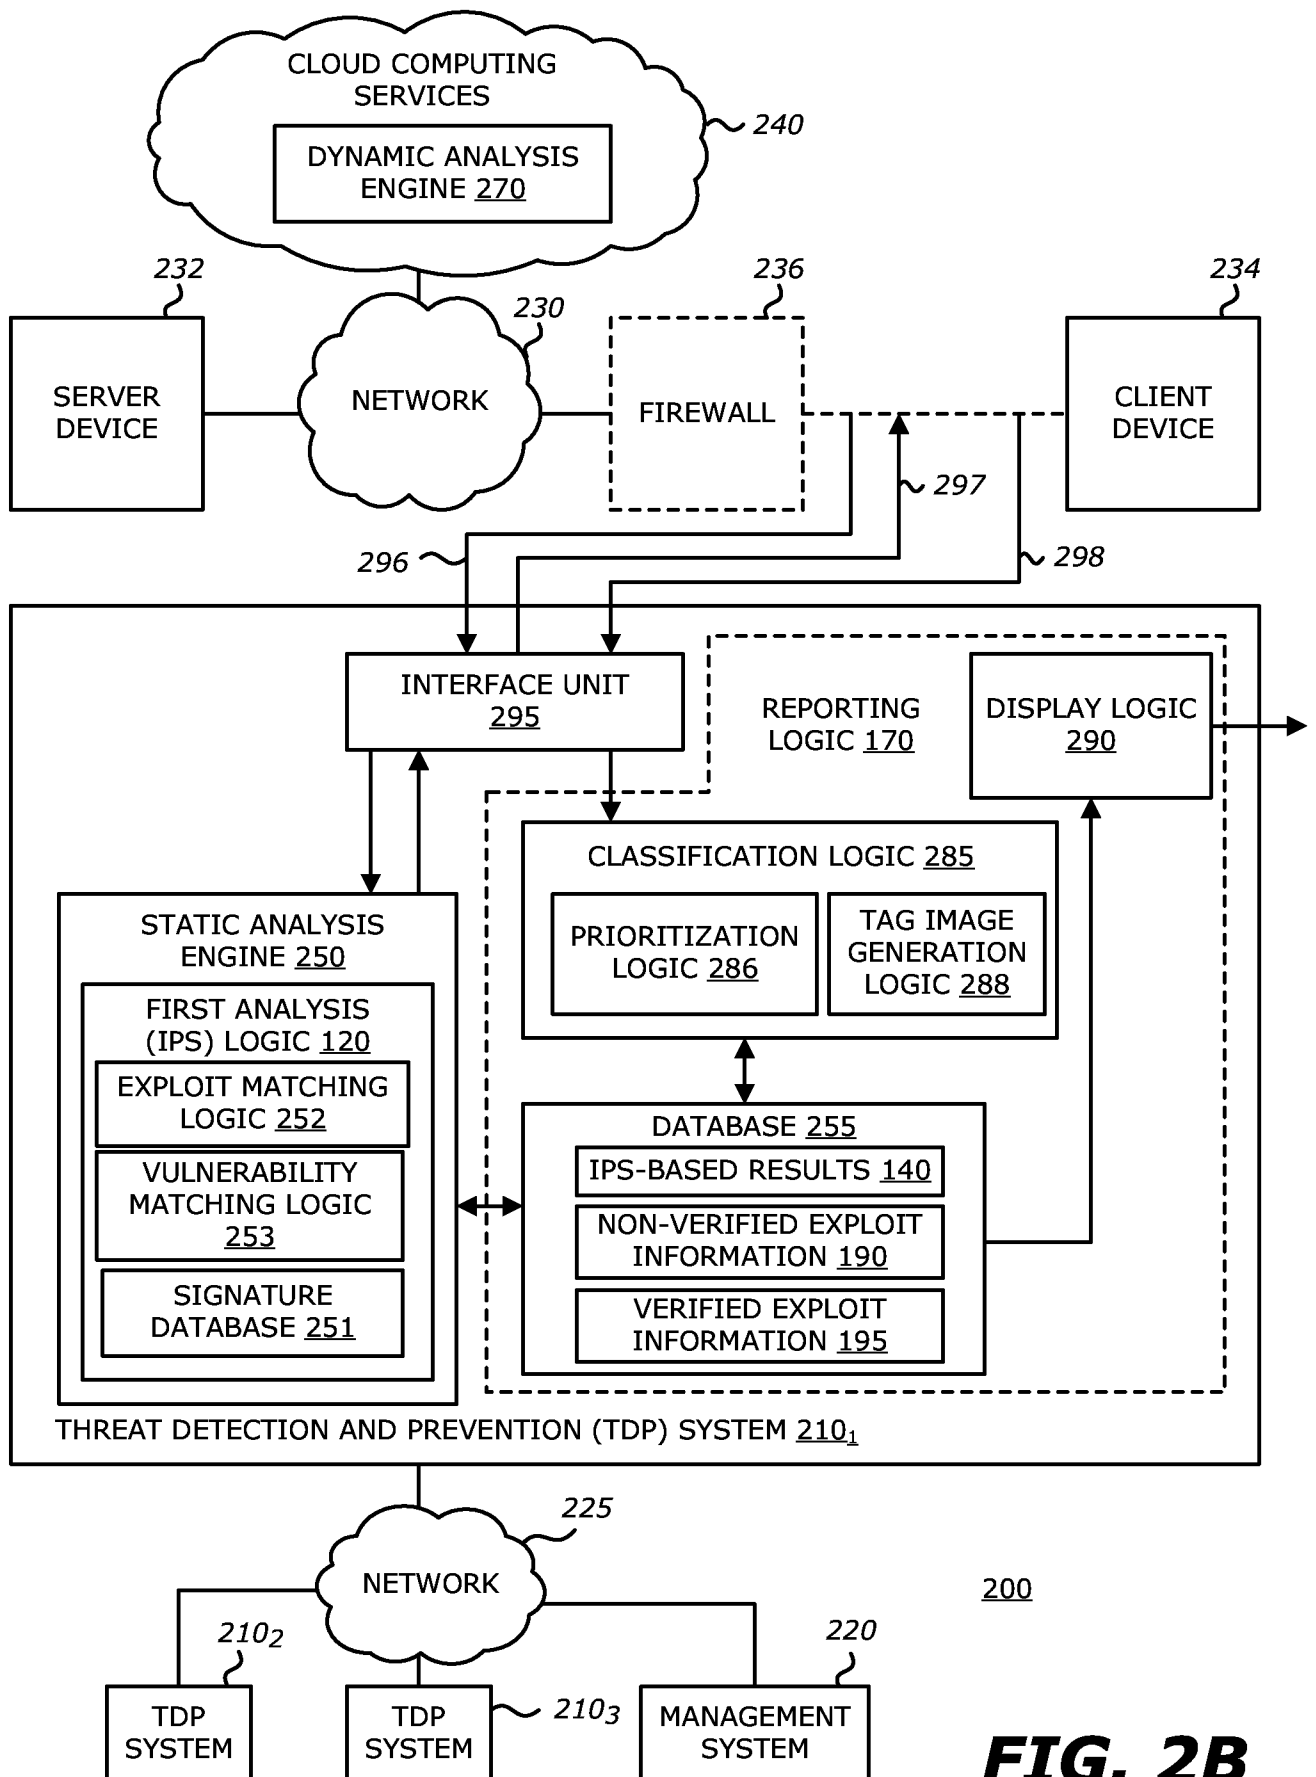 CLOUD COMPUTING
SERVICES
240
DYNAMIC ANALYSIS
ENGINE 270
232
230
236
234
SERVER
DEVICE
NETWORK
FIREWALL
CLIENT
DEVICE
297
296
298
INTERFACE UNIT
295
REPORTING
LOGIC 170
DISPLAY LOGIC
290
CLASSIFICATION LOGIC 285
PRIORITIZATION
LOGIC 286
TAG IMAGE
GENERATION
LOGIC 288
STATIC ANALYSIS
ENGINE 250
FIRST ANALYSIS
(IPS) LOGIC 120
EXPLOIT MATCHING
LOGIC 252
VULNERABILITY
MATCHING LOGIC
253
SIGNATURE
DATABASE 251
DATABASE 255
IPS-BASED RESULTS 140
NON-VERIFIED EXPLOIT
INFORMATION 190
VERIFIED EXPLOIT
INFORMATION 195
THREAT DETECTION AND PREVENTION (TDP) SYSTEM 210₁
225
NETWORK
200
210₂
220
TDP
SYSTEM
TDP
SYSTEM
210₃
MANAGEMENT
SYSTEM
FIG. 2B